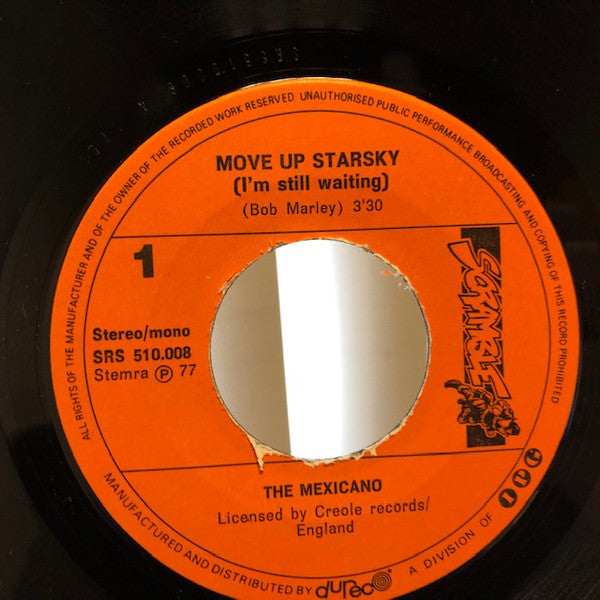 ALL RIGHTS OF THE MANUFACTURER AND OF THE OWNER OF THE RECORDED WORK RESERVED UNAUTHORISED PUBLIC PERFORMANCE BROADCASTING AND COPYING OF THIS RECORD PROHIBITED
MOVE UP STARSKY
(I'm still waiting)
(Bob Marley) 3'30
1
SCRAMBLE
Stereo/mono
SRS 510.008
Stemra Ⓟ 77
THE MEXICANO
Licensed by Creole records/
England
MANUFACTURED AND DISTRIBUTED BY dureco A DIVISION OF